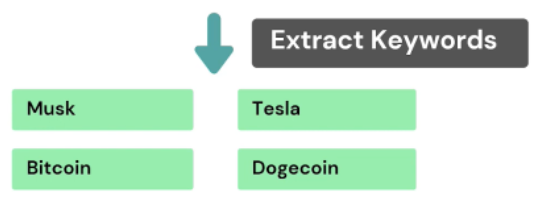 Extract Keywords
Musk
Tesla
Bitcoin
Dogecoin